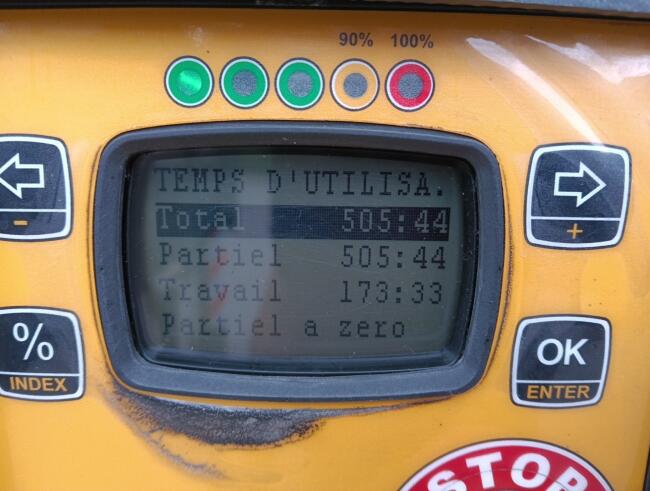 90% 100%
TEMPS D'UTILISA.
Total 505:44
Partiel 505:44
Travail 173:33
Partiel a zero
-
+
%
INDEX
OK
ENTER
STOP